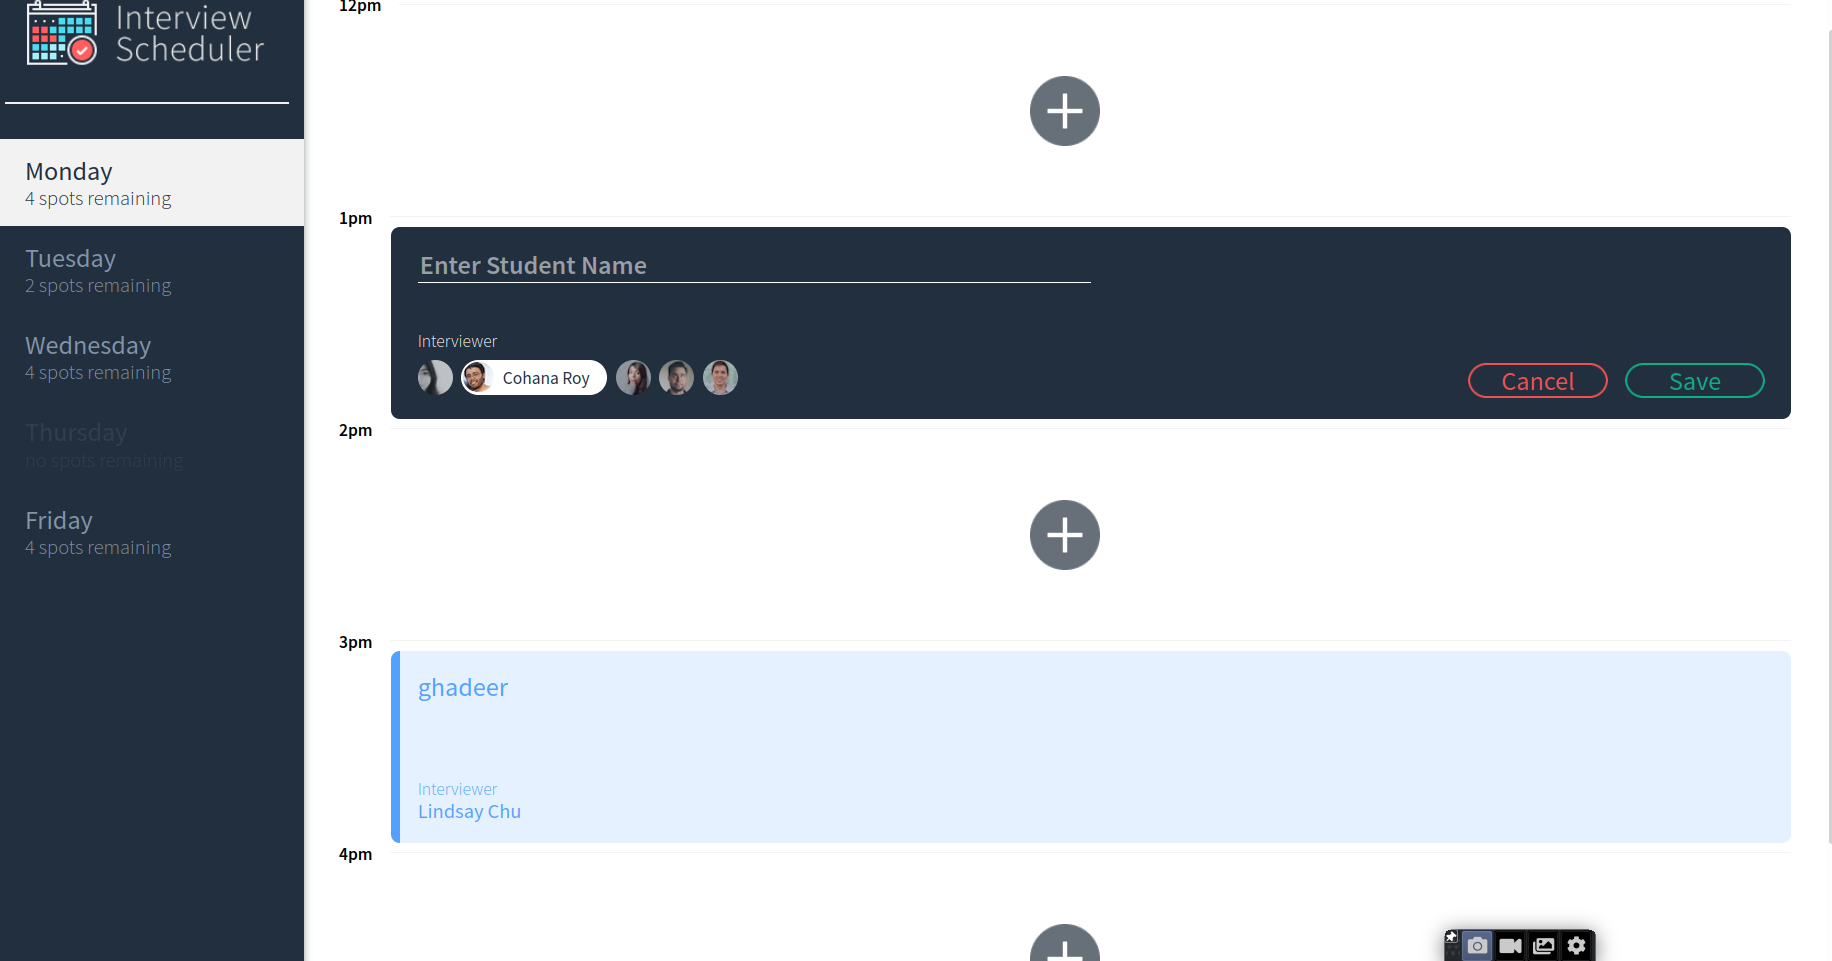 Interview
Scheduler
Monday
4 spots remaining
Tuesday
2 spots remaining
Wednesday
4 spots remaining
Thursday
no spots remaining
Friday
4 spots remaining
12pm
1pm
Enter Student Name
Interviewer
Cohana Roy
Cancel
Save
2pm
3pm
ghadeer
Interviewer
Lindsay Chu
4pm